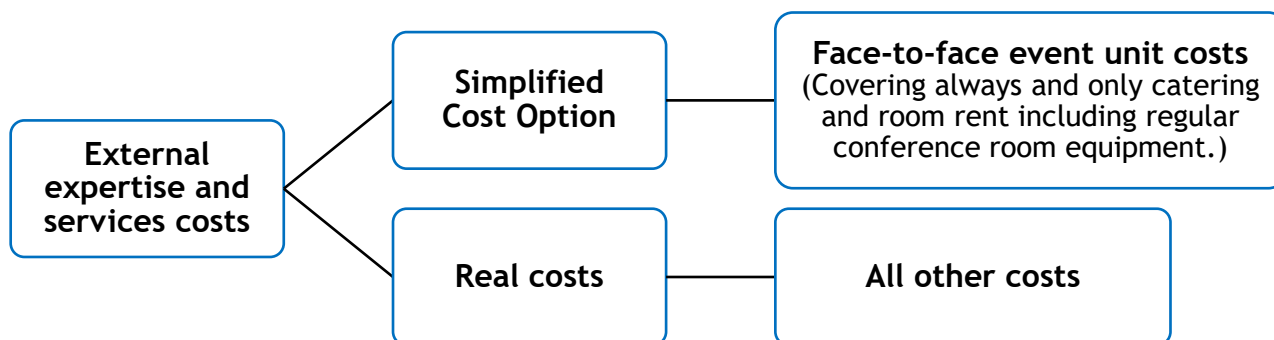 External
expertise and
services costs
Simplified
Cost Option
Face-to-face event unit costs
(Covering always and only catering
and room rent including regular
conference room equipment.)
Real costs
All other costs